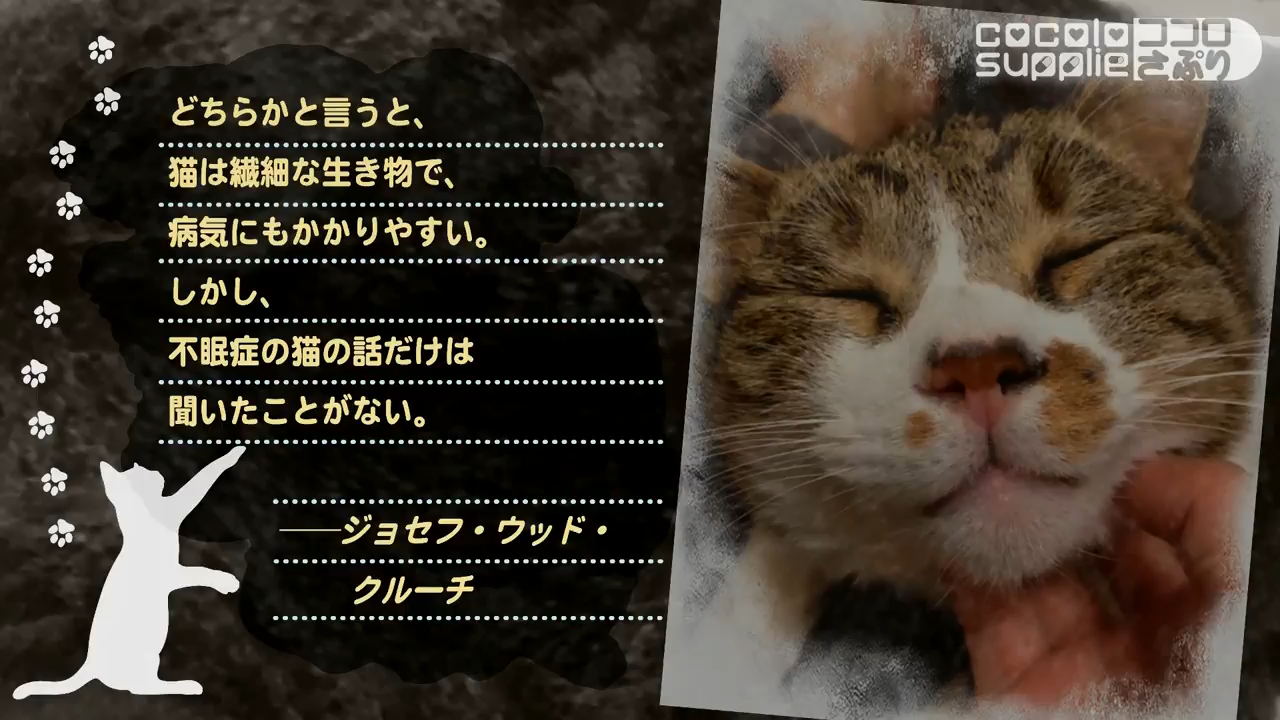 cocolo ココロ
supplie さぷり
どちらかと言うと、
猫は繊細な生き物で、
病気にもかかりやすい。
しかし、
不眠症の猫の話だけは
聞いたことがない。
──ジョセフ・ウッド・
クルーチ